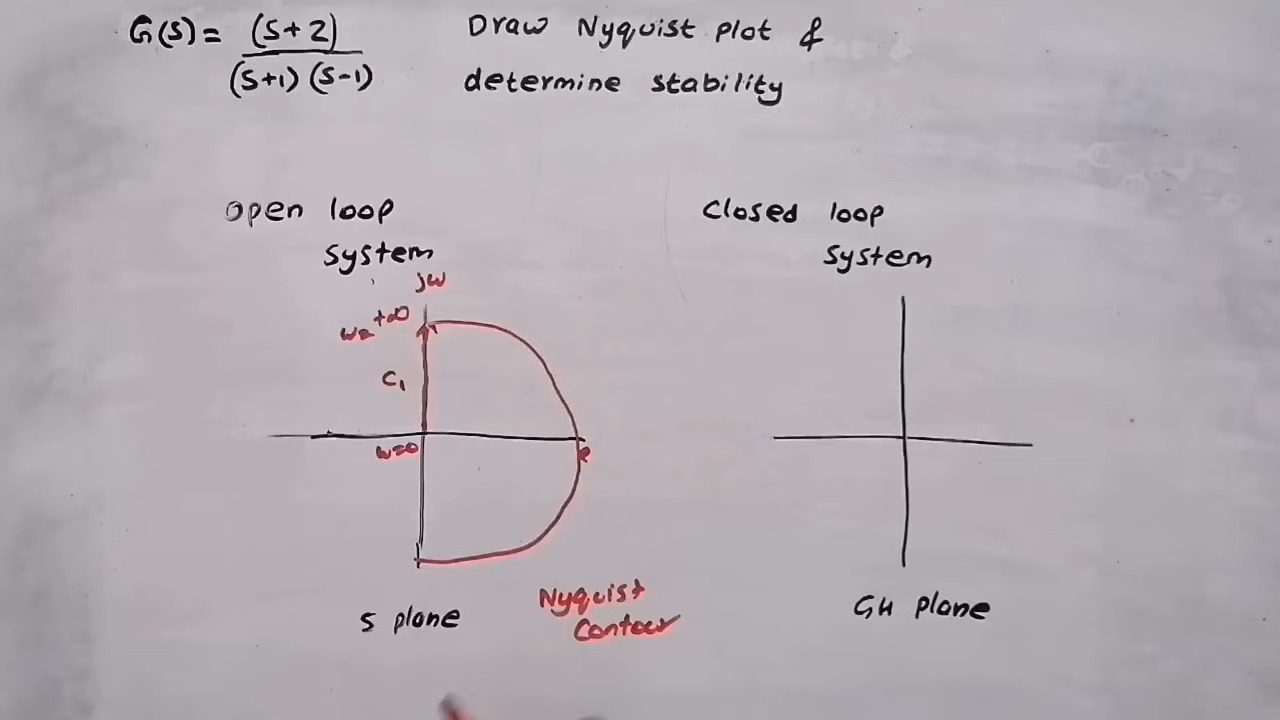 G(s) = (s+2)
(s+1) (s-1)
Draw Nyquist Plot &
determine stability
open loop
system
jw
w=+∞
C1
w=0
s plane
Nyquist
Contour
Closed loop
System
GH plane